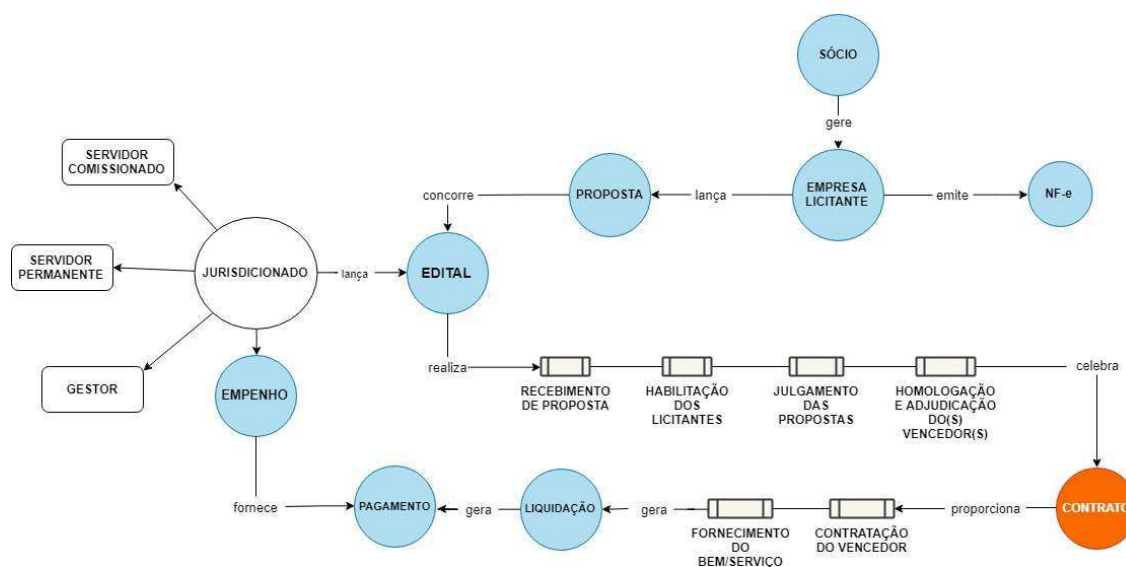 SÓCIO
gere
SERVIDOR
COMISSIONADO
concorre
PROPOSTA
lança
EMPRESA
LICITANTE
emite
NF-e
SERVIDOR
PERMANENTE
JURISDICIONADO
lança
EDITAL
GESTOR
EMPENHO
realiza
RECEBIMENTO
DE PROPOSTA
HABILITAÇÃO
DOS
LICITANTES
JULGAMENTO
DAS
PROPOSTAS
HOMOLOGAÇÃO
E ADJUDICAÇÃO
DO(S)
VENCEDOR(S)
celebra
fornece
PAGAMENTO
gera
LIQUIDAÇÃO
gera
FORNECIMENTO
DO
BEM/SERVIÇO
CONTRATAÇÃO
DO VENCEDOR
proporciona
CONTRATO